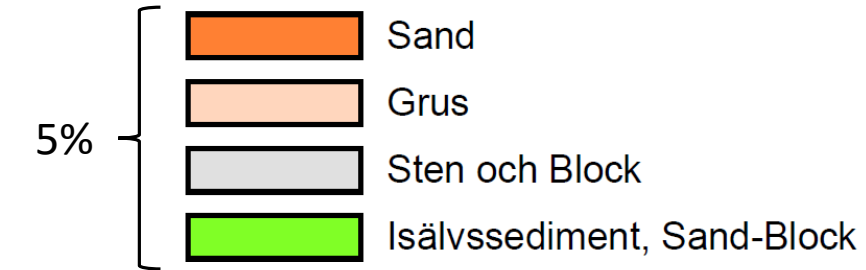 Sand
Grus
5%
Sten och Block
Isälvssediment, Sand-Block